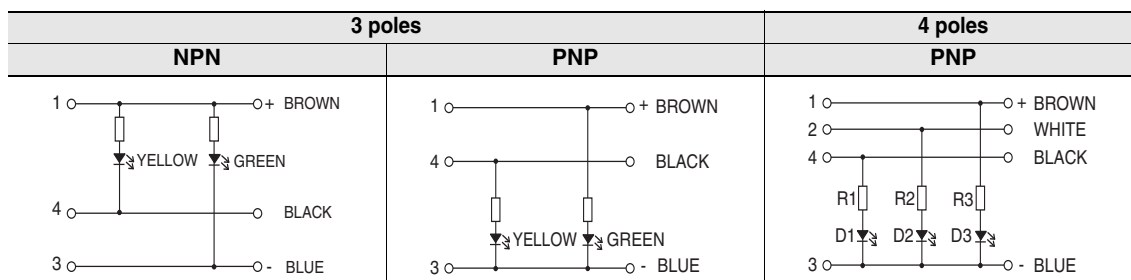 3 poles
4 poles
NPN
PNP
PNP
1 + BROWN
YELLOW GREEN
4 BLACK
3 - BLUE
1 + BROWN
4 BLACK
YELLOW GREEN
3 - BLUE
1 + BROWN
2 WHITE
4 BLACK
R1 R2 R3
D1 D2 D3
3 - BLUE